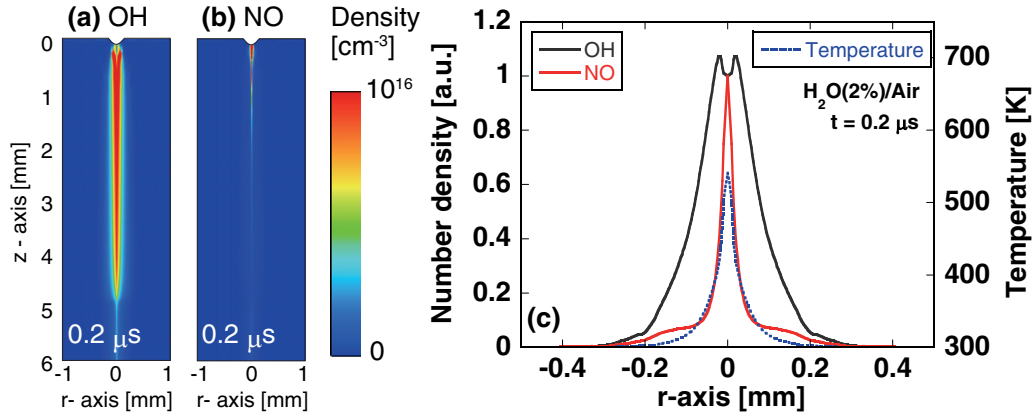 (a) OH
(b) NO
Density
[cm-3]
10^16
0
0
1
2
3
4
5
6
z - axis [mm]
0.2 μs
0.2 μs
-1 0 1
-1 0 1
r- axis [mm]
r- axis [mm]
1.2
1
0.8
0.6
0.4
0.2
0
Number density [a.u.]
OH
NO
Temperature
H2O(2%)/Air
t = 0.2 μs
(c)
700
600
500
400
300
Temperature [K]
-0.4 -0.2 0 0.2 0.4
r-axis [mm]